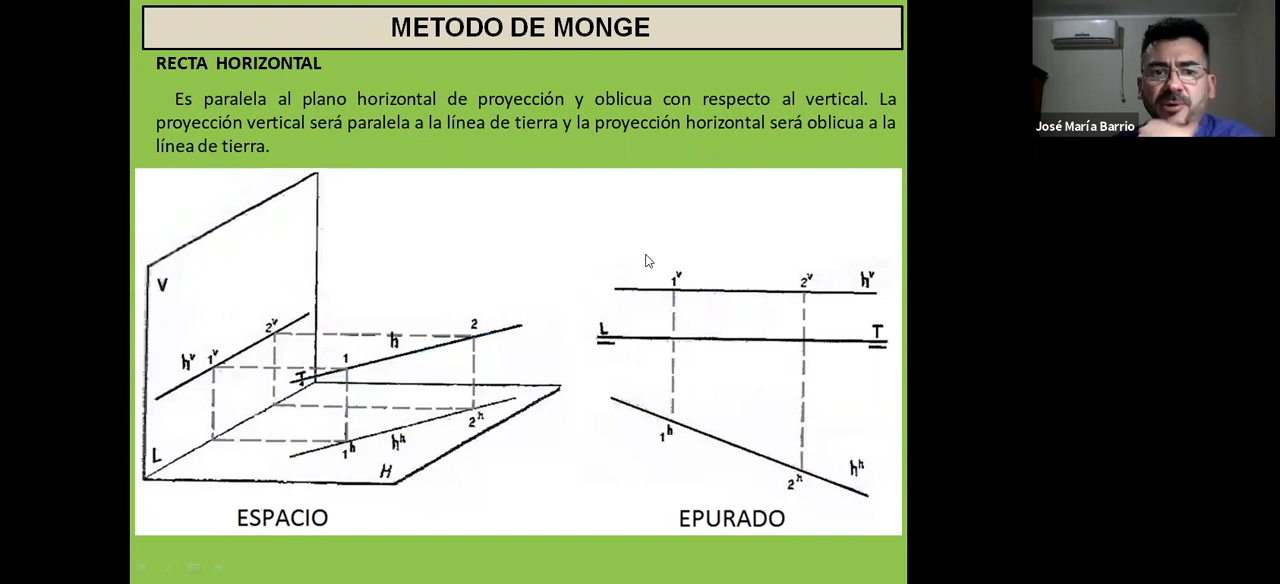 METODO DE MONGE
RECTA HORIZONTAL
Es paralela al plano horizontal de proyección y oblicua con respecto al vertical. La
proyección vertical será paralela a la línea de tierra y la proyección horizontal será oblicua a la
línea de tierra.
José María Barrio
V
2ᵛ
hᵛ
1ᵛ
h
2
1
T
L
1ʰ
hʰ
2ʰ
H
ESPACIO
1ᵛ
2ᵛ
hᵛ
L
T
1ʰ
2ʰ
hʰ
EPURADO